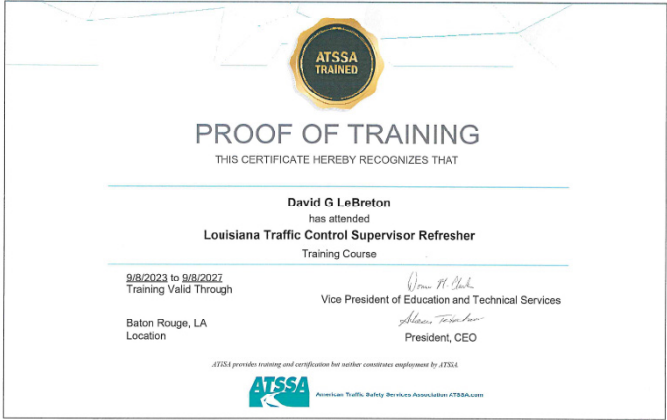 ATSSA
TRAINED
PROOF OF TRAINING
THIS CERTIFICATE HEREBY RECOGNIZES THAT
David G LeBreton
has attended
Louisiana Traffic Control Supervisor Refresher
Training Course
9/8/2023 to 9/8/2027
Training Valid Through
Vice President of Education and Technical Services
Baton Rouge, LA
Location
President, CEO
ATSSA provides training and certification but neither constitutes employment by ATSSA.
ATSSA
American Traffic Safety Services Association ATSSA.com